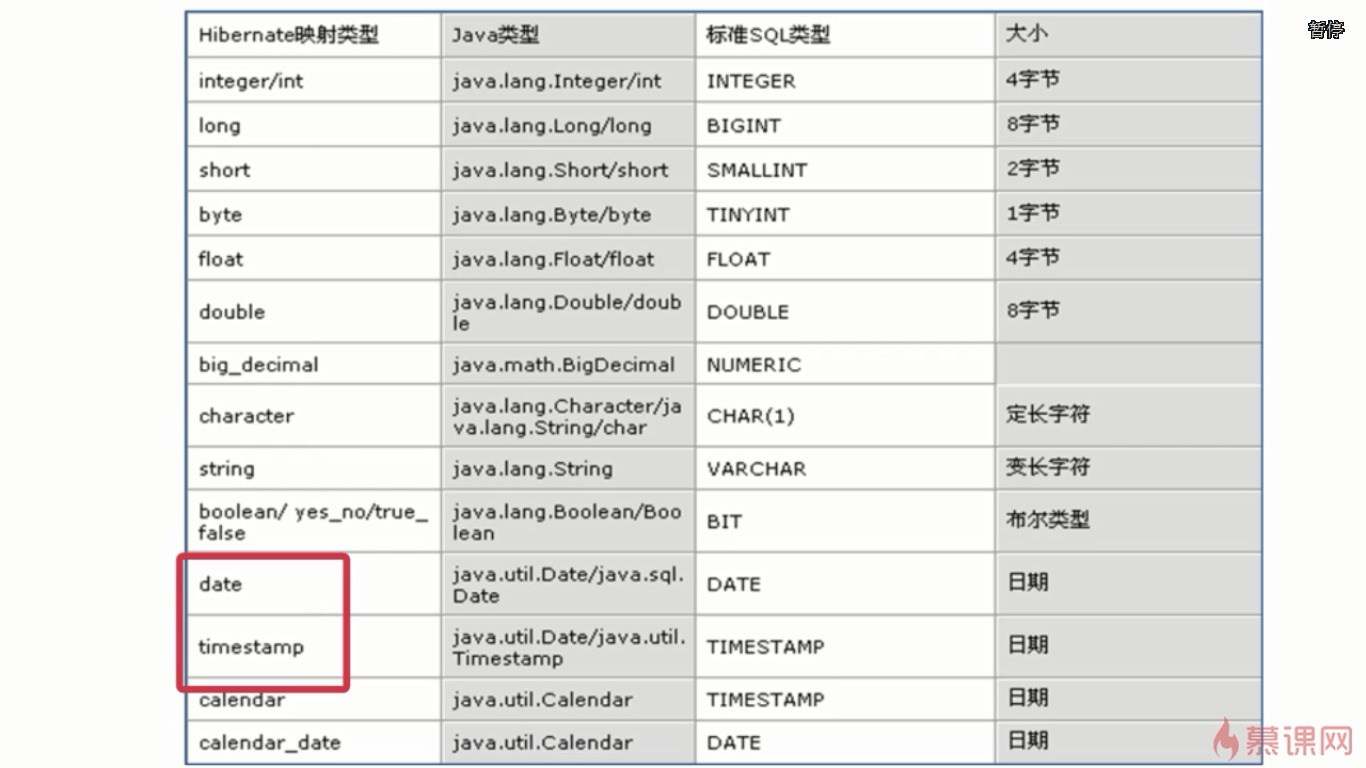 暂停
Hibernate映射类型 Java类型 标准SQL类型 大小
integer/int java.lang.Integer/int INTEGER 4字节
long java.lang.Long/long BIGINT 8字节
short java.lang.Short/short SMALLINT 2字节
byte java.lang.Byte/byte TINYINT 1字节
float java.lang.Float/float FLOAT 4字节
double java.lang.Double/doub
le DOUBLE 8字节
big_decimal java.math.BigDecimal NUMERIC
character java.lang.Character/ja
va.lang.String/char CHAR(1) 定长字符
string java.lang.String VARCHAR 变长字符
boolean/ yes_no/true_ java.lang.Boolean/Boo
false lean BIT 布尔类型
date java.util.Date/java.sql.
Date DATE 日期
timestamp java.util.Date/java.util.
Timestamp TIMESTAMP 日期
calendar java.util.Calendar TIMESTAMP 日期
calendar_date java.util.Calendar DATE 日期
慕课网